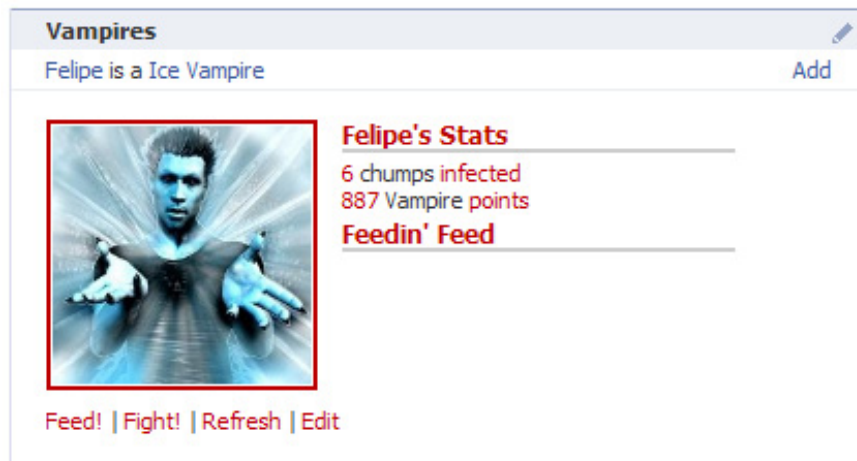 Vampires
Felipe is a Ice Vampire
Add
Felipe's Stats
6 chumps infected
887 Vampire points
Feedin' Feed
Feed! | Fight! | Refresh | Edit